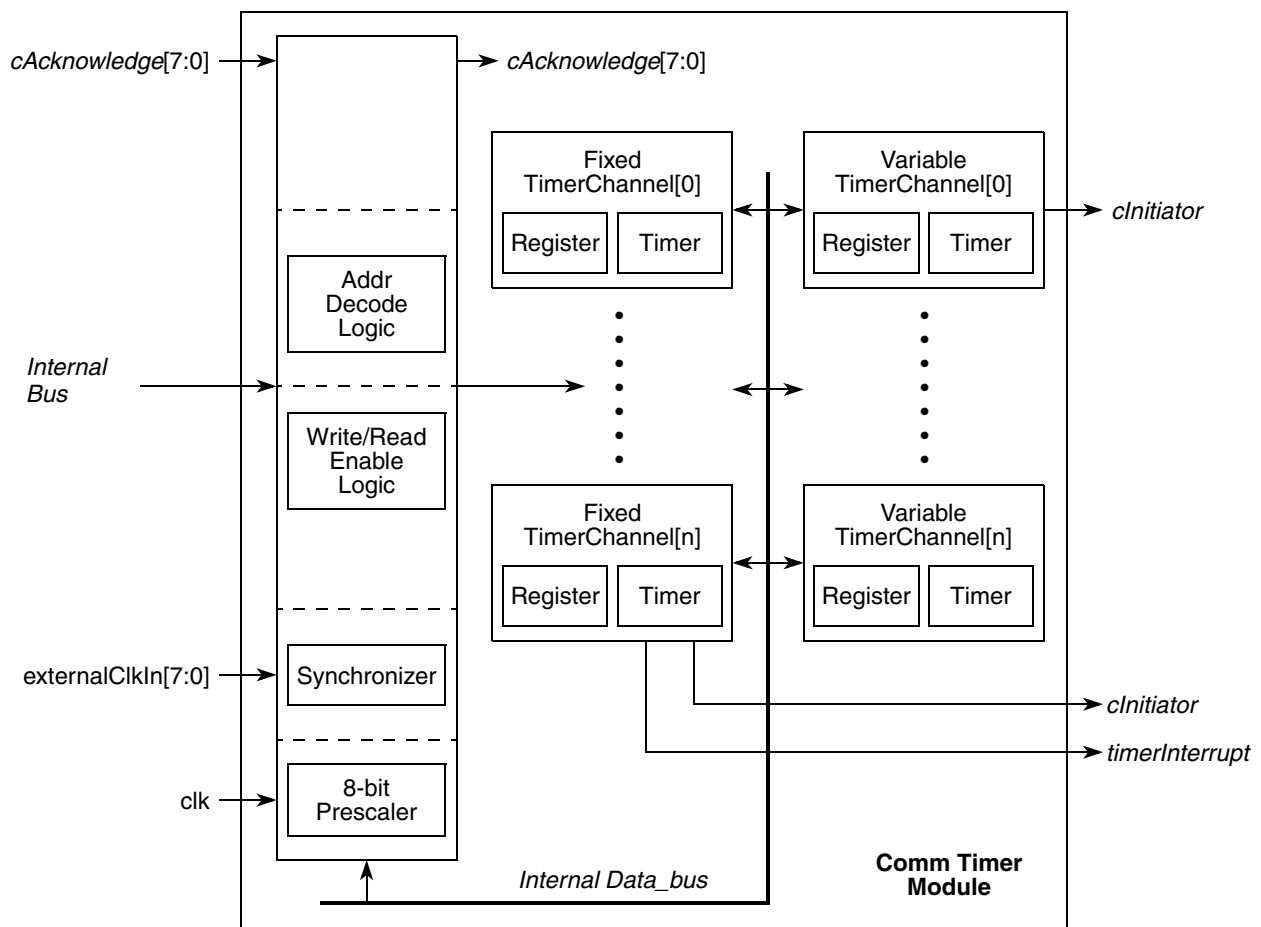 cAcknowledge[7:0]
cAcknowledge[7:0]
Fixed
TimerChannel[0]
Register
Timer
Variable
TimerChannel[0]
Register
Timer
cInitiator
Addr
Decode
Logic
Internal
Bus
Write/Read
Enable
Logic
Fixed
TimerChannel[n]
Register
Timer
Variable
TimerChannel[n]
Register
Timer
externalClkIn[7:0]
Synchronizer
cInitiator
timerInterrupt
clk
8-bit
Prescaler
Internal Data_bus
Comm Timer
Module